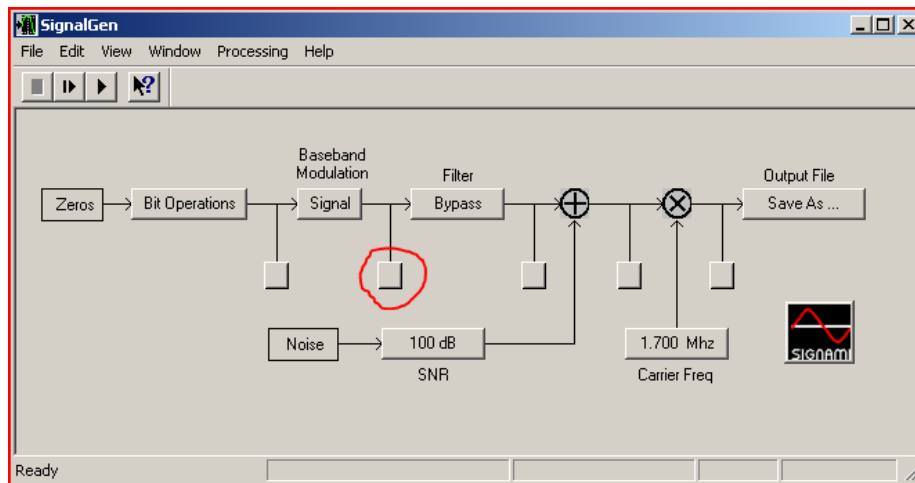 SignalGen
File Edit View Window Processing Help
Baseband
Modulation
Filter
Output File
Zeros
Bit Operations
Signal
Bypass
Save As ...
Noise
100 dB
1.700 Mhz
SNR
Carrier Freq
SIGNAMI
Ready